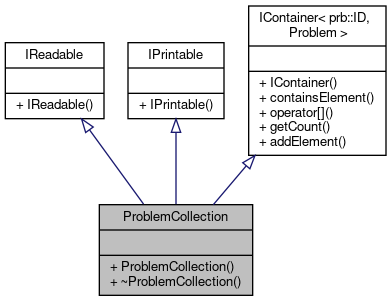 IReadable
+ IReadable()
IPrintable
+ IPrintable()
IContainer< prb::ID,
Problem >
+ IContainer()
+ containsElement()
+ operator[]()
+ getCount()
+ addElement()
ProblemCollection
+ ProblemCollection()
+ ~ProblemCollection()